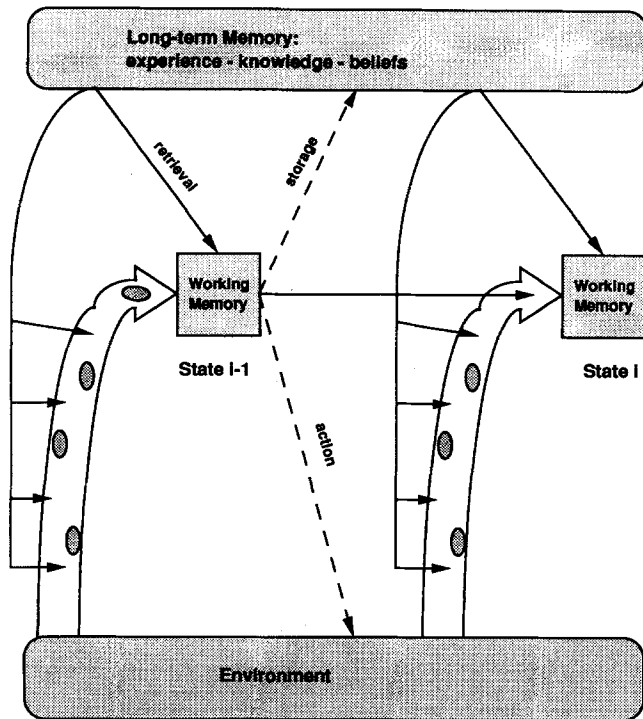 Long-term Memory:
experience - knowledge - beliefs
retrieval
storage
Working
Memory
Working
Memory
State i-1
State i
action
Environment